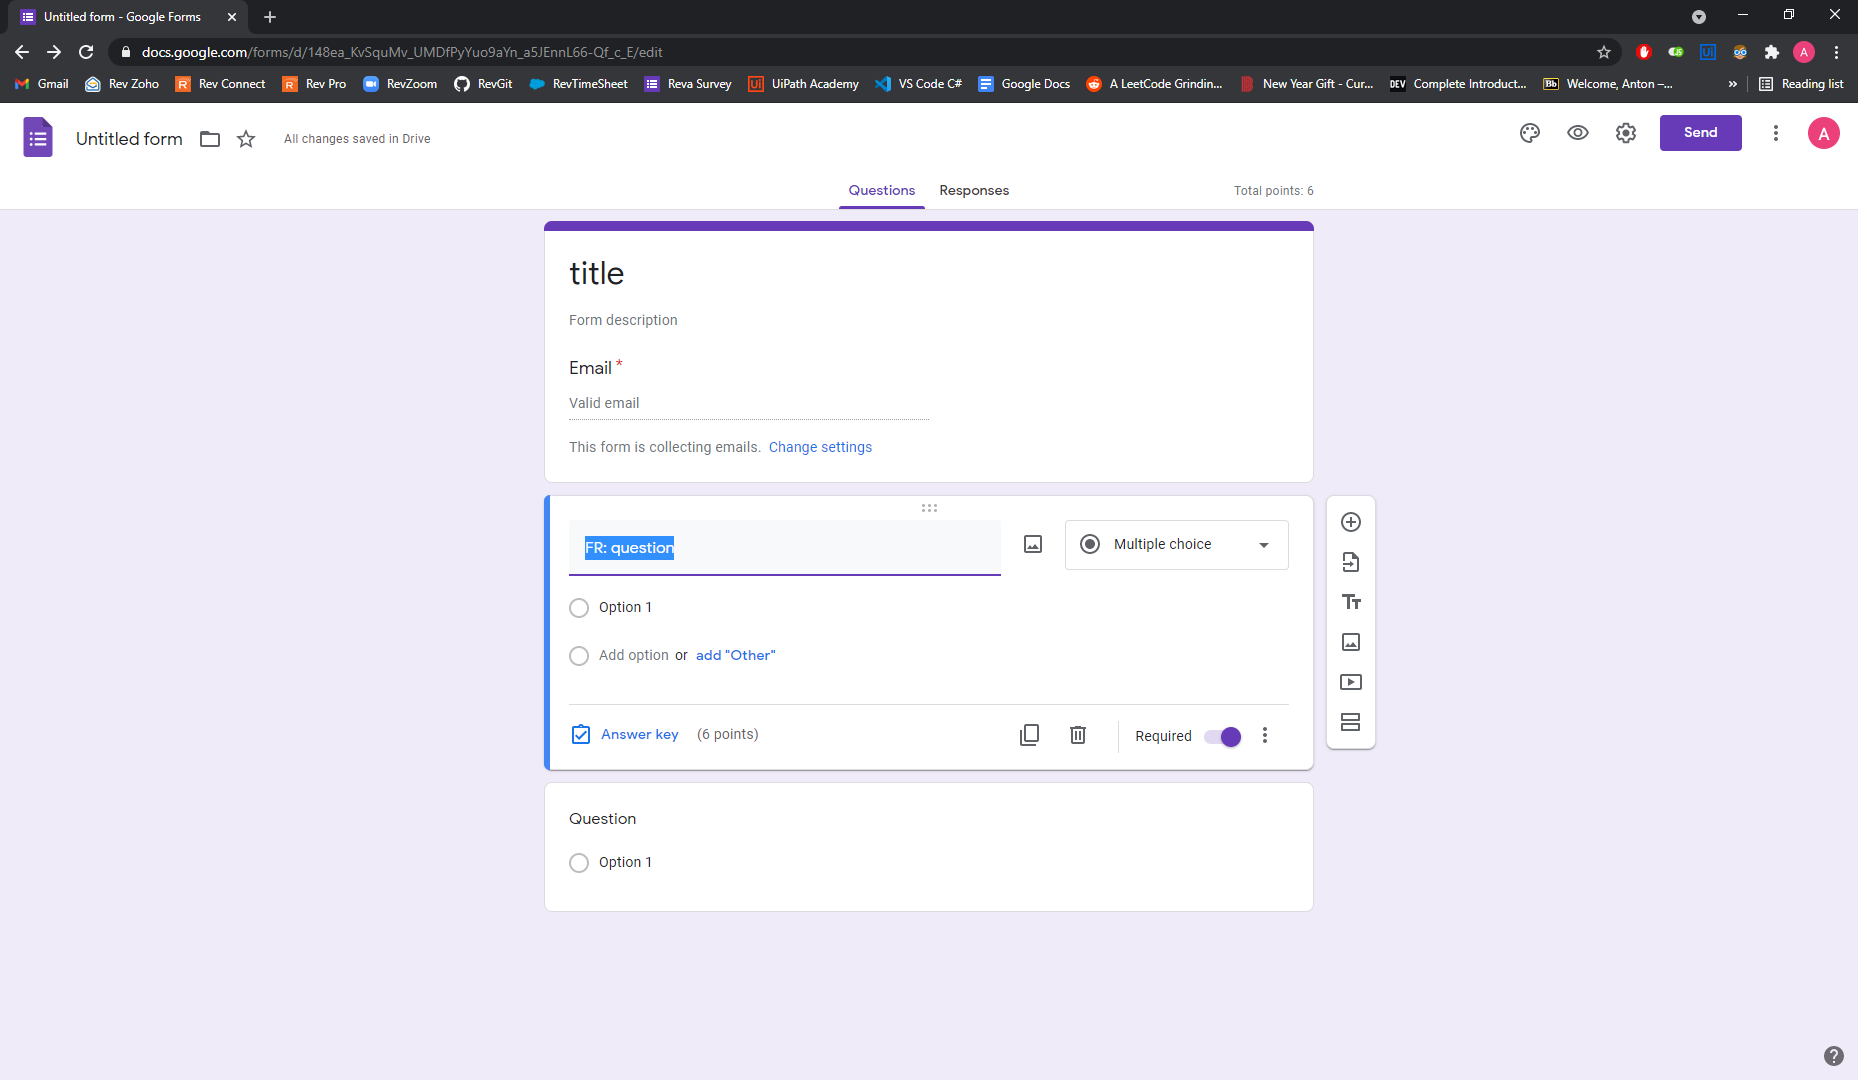 Untitled form - Google Forms
docs.google.com/forms/d/148ea_KvSquMv_UMDfPyYuo9aYn_a5JEnnL66-Qf_c_E/edit
A
Gmail Rev Zoho R Rev Connect R Rev Pro RevZoom RevGit RevTimeSheet Reva Survey Ui UiPath Academy VS Code C# Google Docs A LeetCode Grindin... New Year Gift - Cur... DEV Complete Introduct... Bb Welcome, Anton –... » Reading list
Untitled form All changes saved in Drive Send A
Questions Responses Total points: 6
title
Form description
Email *
Valid email
This form is collecting emails. Change settings
FR: question Multiple choice
Option 1
Tт
Add option or add "Other"
Answer key (6 points) Required
Question
Option 1